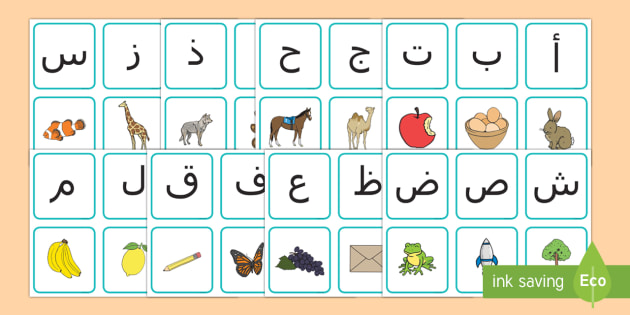 أ ب ت ج ح ذ ز س
ش ص ض ظ ع ف ق ل م
ink saving Eco